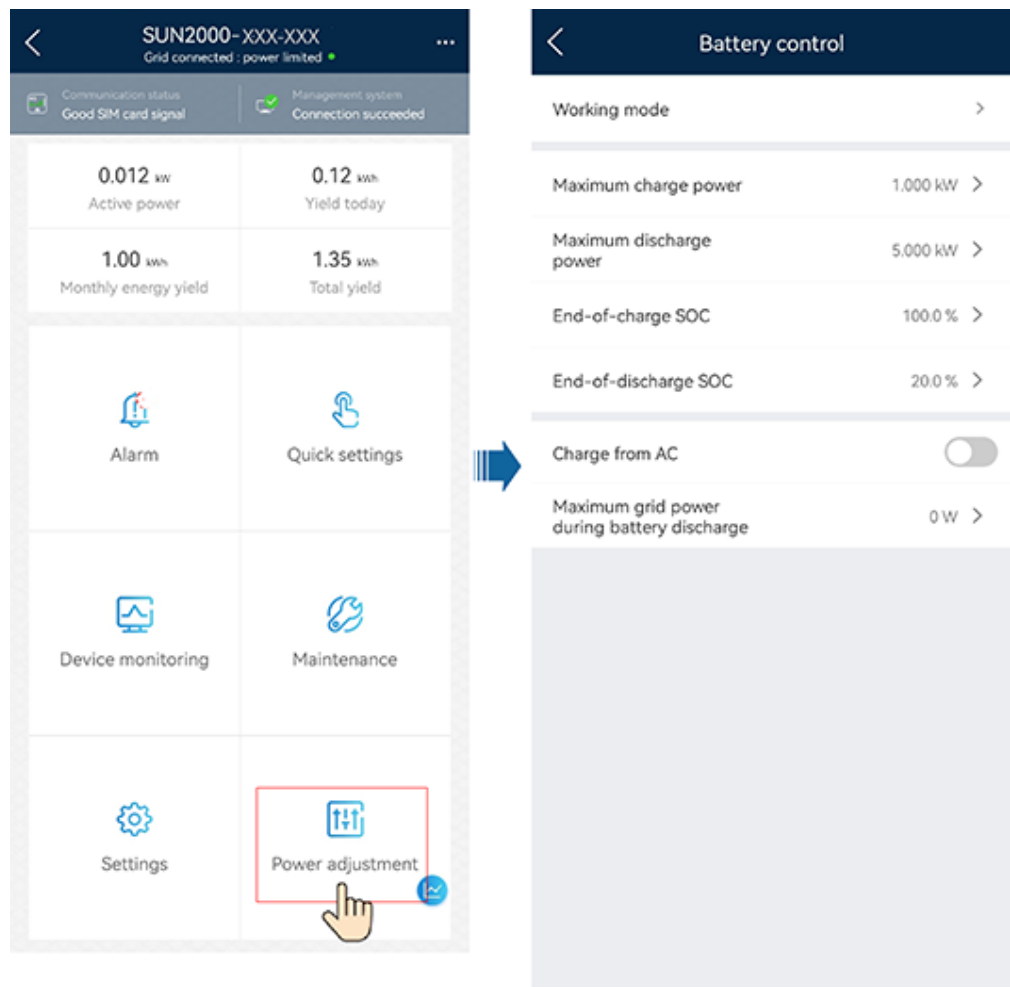 SUN2000-XXX-XXX
Grid connected : power limited
Communication status
Good SIM card signal
Management system
Connection succeeded
0.012 kW
Active power
0.12 kWh
Yield today
1.00 kWh
Monthly energy yield
1.35 kWh
Total yield
Alarm
Quick settings
Device monitoring
Maintenance
Settings
Power adjustment
Battery control
Working mode
Maximum charge power
1.000 kW
Maximum discharge
power
5.000 kW
End-of-charge SOC
100.0 %
End-of-discharge SOC
20.0 %
Charge from AC
Maximum grid power
during battery discharge
0 W